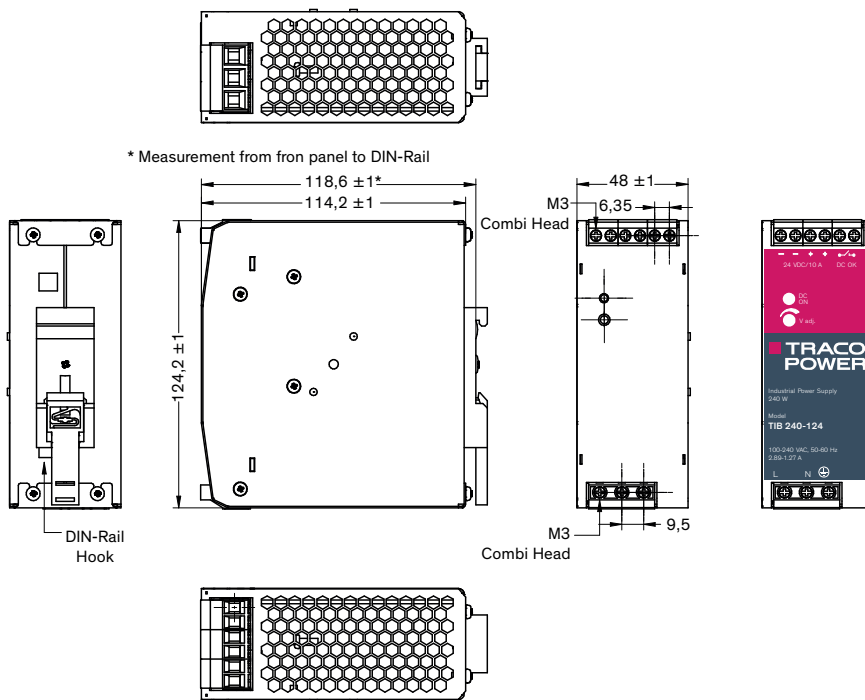 * Measurement from fron panel to DIN-Rail
118,6 ±1*
114,2 ±1
124,2 ±1
DIN-Rail
Hook
48 ±1
M3
Combi Head
6,35
M3
Combi Head
9,5
− − + +
24 VDC/10 A DC OK
DC
ON
V adj.
TRACO
POWER
Industrial Power Supply
240 W
Model
TIB 240-124
100-240 VAC, 50-60 Hz
2.89-1.27 A
L N